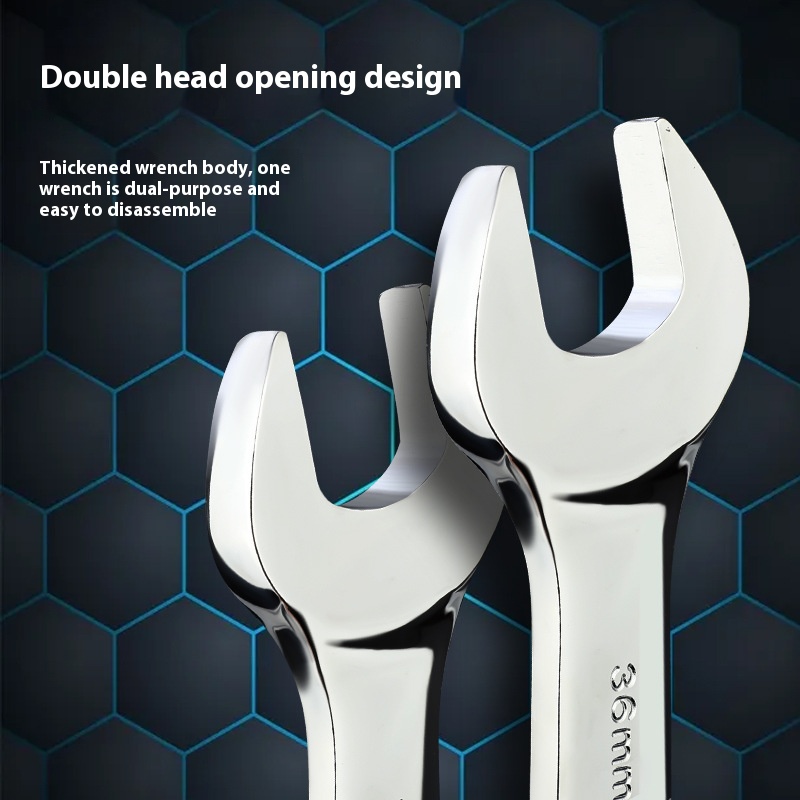 Double head opening design
Thickened wrench body, one
wrench is dual-purpose and
easy to disassemble
36mm